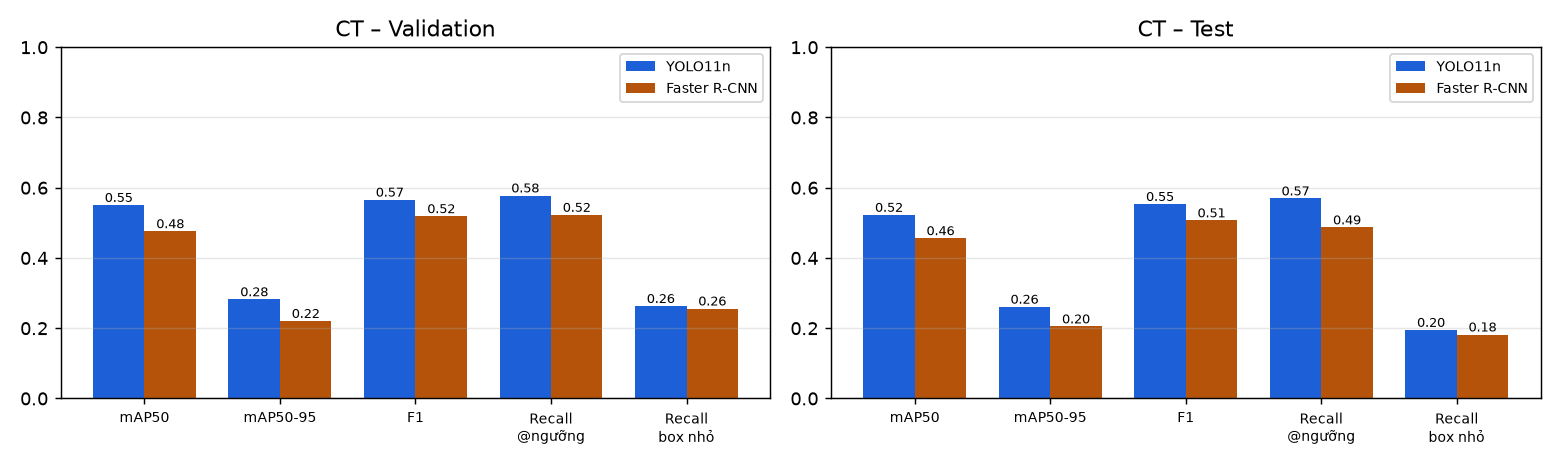 CT – Validation
1.0
0.8
0.6
0.4
0.2
0.0
YOLO11n
Faster R-CNN
0.55
0.48
0.28
0.22
0.57
0.52
0.58
0.52
0.26
0.26
mAP50
mAP50-95
F1
Recall
@ngưỡng
Recall
box nhỏ
CT – Test
1.0
0.8
0.6
0.4
0.2
0.0
YOLO11n
Faster R-CNN
0.52
0.46
0.26
0.20
0.55
0.51
0.57
0.49
0.20
0.18
mAP50
mAP50-95
F1
Recall
@ngưỡng
Recall
box nhỏ